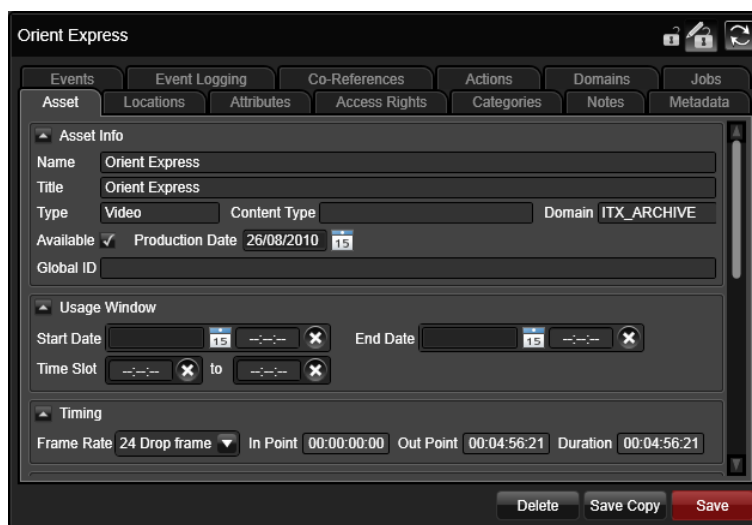 Orient Express
Events Event Logging Co-References Actions Domains Jobs
Asset Locations Attributes Access Rights Categories Notes Metadata
Asset Info
Name Orient Express
Title Orient Express
Type Video Content Type Domain ITX_ARCHIVE
Available Production Date 26/08/2010 15
Global ID
Usage Window
Start Date 15 --:--:-- End Date 15 --:--:--
Time Slot --:--:-- to --:--:--
Timing
Frame Rate 24 Drop frame In Point 00:00:00:00 Out Point 00:04:56:21 Duration 00:04:56:21
Delete Save Copy Save